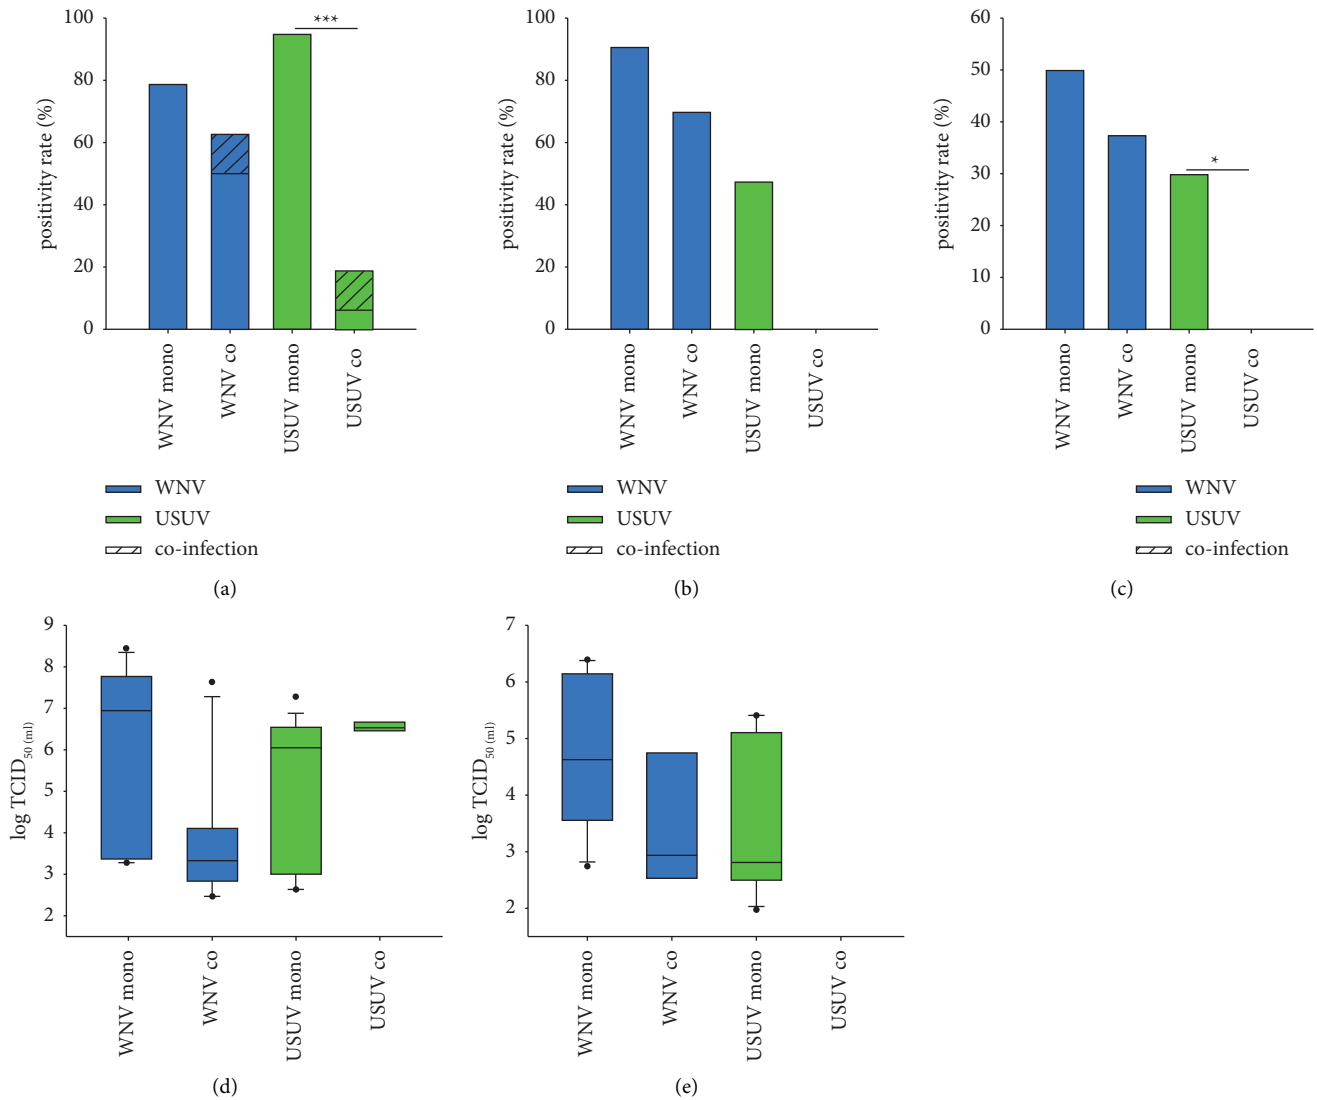 100
80
60
40
20
0
positivity rate (%)
***
WNV mono
WNV co
USUV mono
USUV co
WNV
USUV
co-infection
(a)
100
80
60
40
20
0
positivity rate (%)
WNV mono
WNV co
USUV mono
USUV co
WNV
USUV
co-infection
(b)
60
50
40
30
20
10
0
positivity rate (%)
*
WNV mono
WNV co
USUV mono
USUV co
WNV
USUV
co-infection
(c)
9
8
7
6
5
4
3
2
log TCID50 (ml)
WNV mono
WNV co
USUV mono
USUV co
(d)
7
6
5
4
3
2
log TCID50 (ml)
WNV mono
WNV co
USUV mono
USUV co
(e)